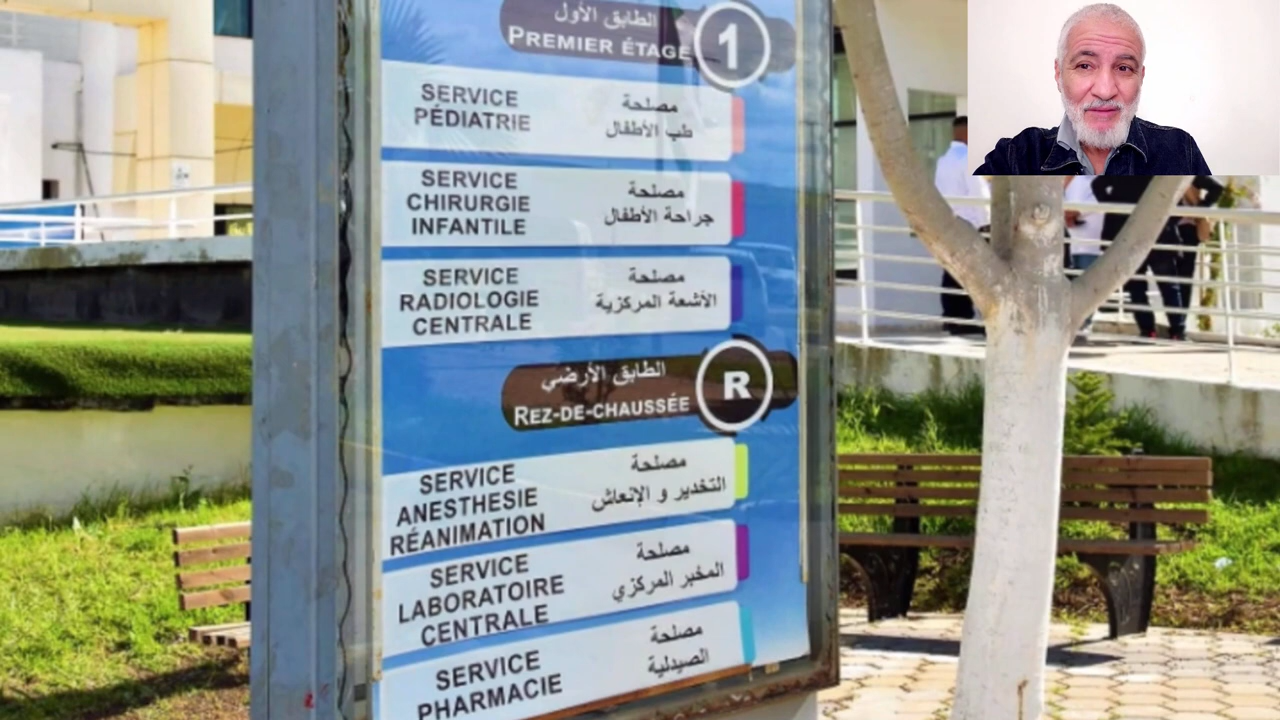 الطابق الأول
PREMIER ÉTAGE
1
SERVICE
PÉDIATRIE
مصلحة
طب الأطفال
SERVICE
CHIRURGIE
INFANTILE
مصلحة
جراحة الأطفال
SERVICE
RADIOLOGIE
CENTRALE
مصلحة
الأشعة المركزية
الطابق الأرضي
REZ-DE-CHAUSSÉE
R
SERVICE
ANESTHESIE
RÉANIMATION
مصلحة
التخدير و الإنعاش
SERVICE
LABORATOIRE
CENTRALE
مصلحة
المخبر المركزي
SERVICE
PHARMACIE
مصلحة
الصيدلية